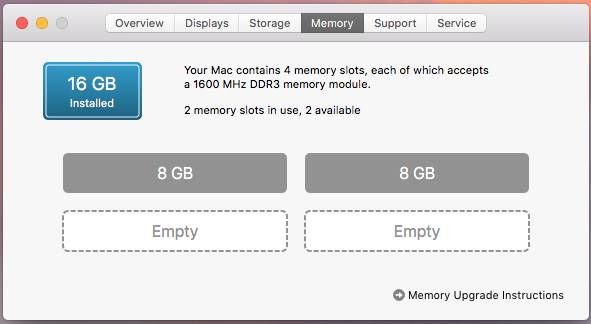 Overview Displays Storage Memory Support Service
16 GB
Installed
Your Mac contains 4 memory slots, each of which accepts
a 1600 MHz DDR3 memory module.
2 memory slots in use, 2 available
8 GB 8 GB
Empty Empty
Memory Upgrade Instructions